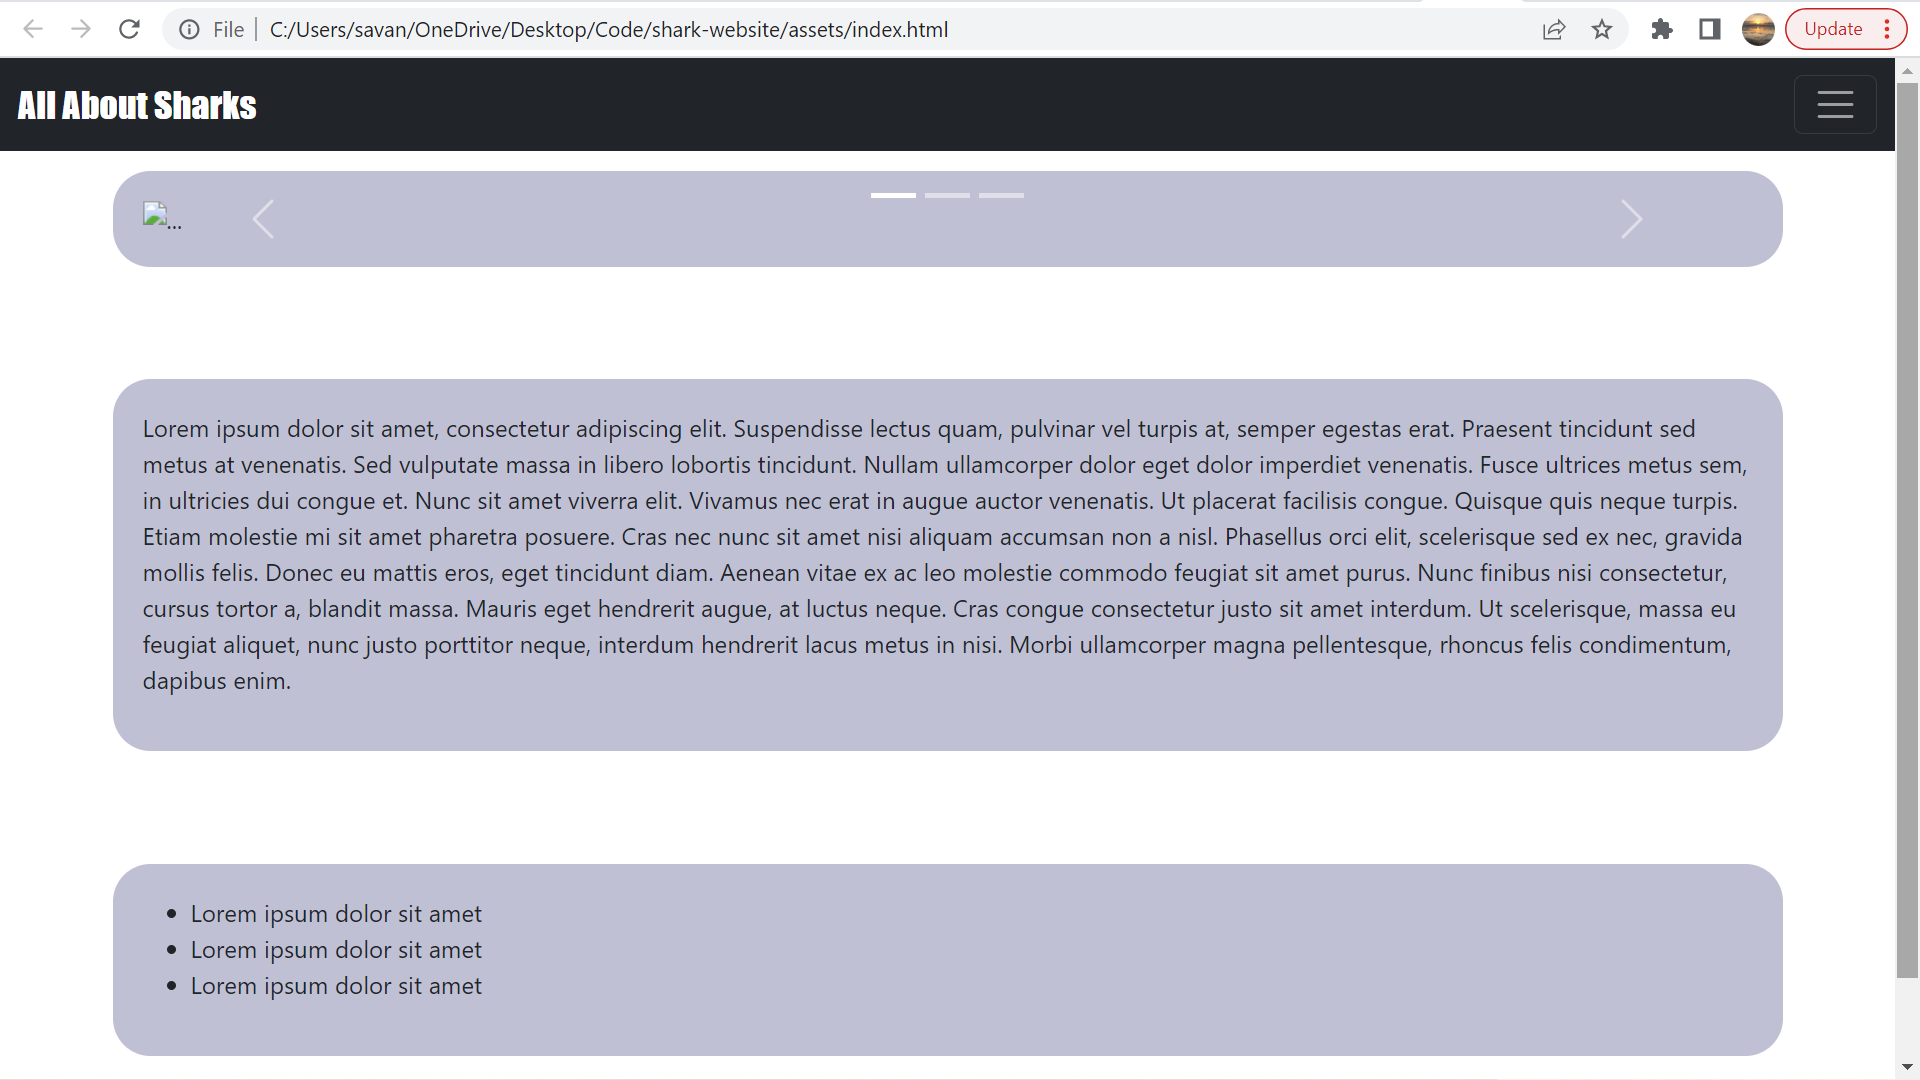 File
C:/Users/savan/OneDrive/Desktop/Code/shark-website/assets/index.html
Update
All About Sharks
...
Lorem ipsum dolor sit amet, consectetur adipiscing elit. Suspendisse lectus quam, pulvinar vel turpis at, semper egestas erat. Praesent tincidunt sed
metus at venenatis. Sed vulputate massa in libero lobortis tincidunt. Nullam ullamcorper dolor eget dolor imperdiet venenatis. Fusce ultrices metus sem,
in ultricies dui congue et. Nunc sit amet viverra elit. Vivamus nec erat in augue auctor venenatis. Ut placerat facilisis congue. Quisque quis neque turpis.
Etiam molestie mi sit amet pharetra posuere. Cras nec nunc sit amet nisi aliquam accumsan non a nisl. Phasellus orci elit, scelerisque sed ex nec, gravida
mollis felis. Donec eu mattis eros, eget tincidunt diam. Aenean vitae ex ac leo molestie commodo feugiat sit amet purus. Nunc finibus nisi consectetur,
cursus tortor a, blandit massa. Mauris eget hendrerit augue, at luctus neque. Cras congue consectetur justo sit amet interdum. Ut scelerisque, massa eu
feugiat aliquet, nunc justo porttitor neque, interdum hendrerit lacus metus in nisi. Morbi ullamcorper magna pellentesque, rhoncus felis condimentum,
dapibus enim.
• Lorem ipsum dolor sit amet
• Lorem ipsum dolor sit amet
• Lorem ipsum dolor sit amet